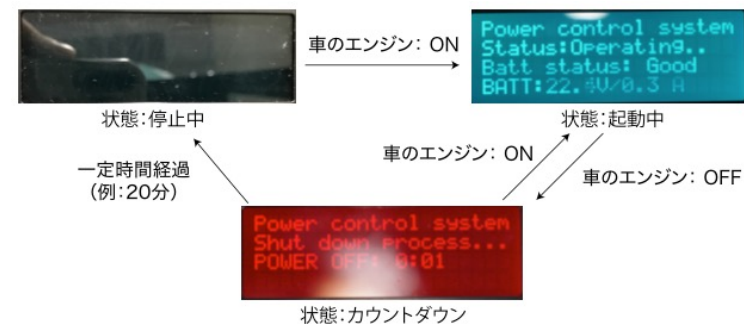 車のエンジン: ON
Power control system
Status:Operating..
Batt status: Good
BATT:22. V/0.3 A
状態:停止中
状態:起動中
一定時間経過
(例:20分)
車のエンジン: ON
車のエンジン: OFF
Power control system
Shut down process...
POWER OFF: 0:01
状態:カウントダウン